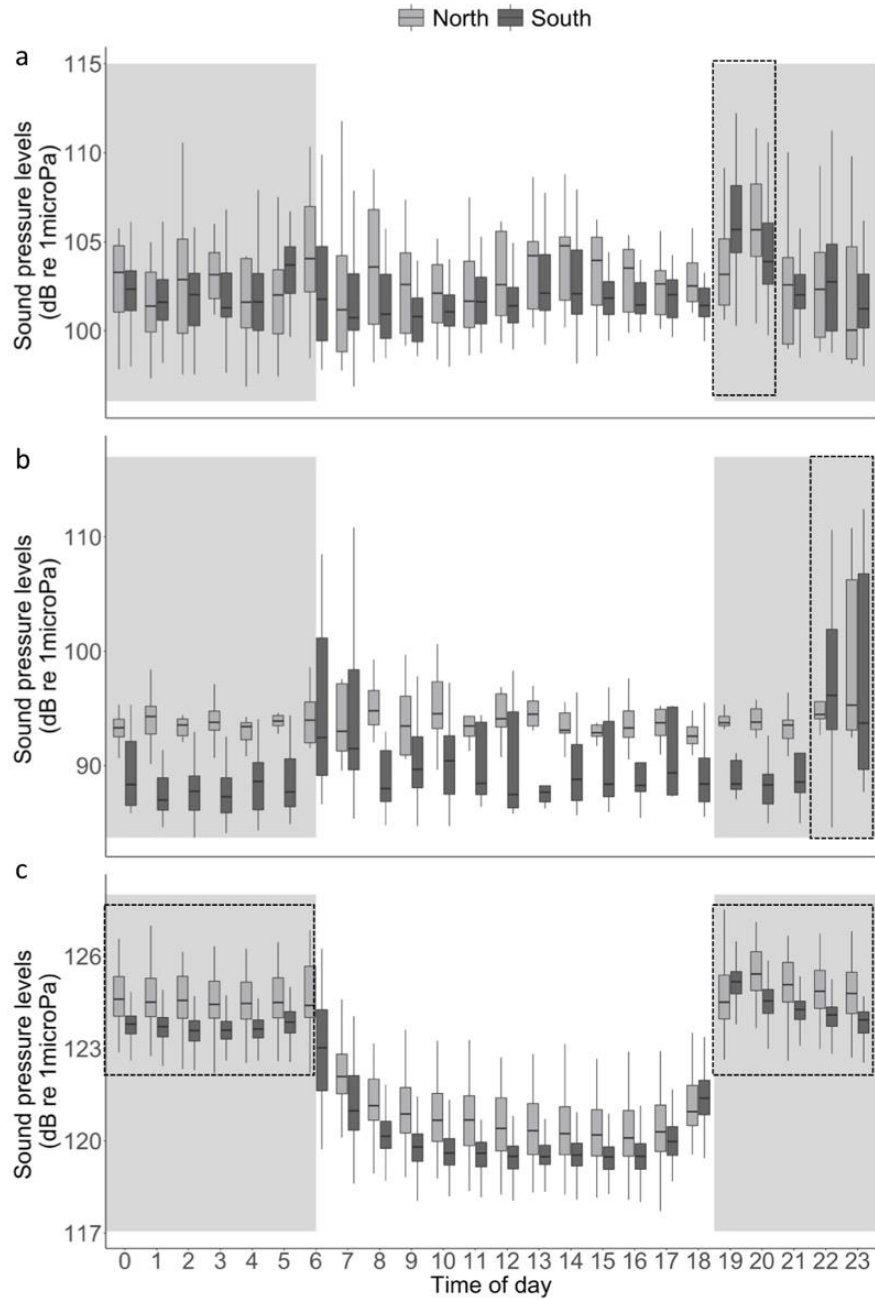 North South
a
115
110
105
100
Sound pressure levels
(dB re 1microPa)
b
110
100
90
Sound pressure levels
(dB re 1microPa)
c
126
123
120
117
Sound pressure levels
(dB re 1microPa)
0 1 2 3 4 5 6 7 8 9 10 11 12 13 14 15 16 17 18 19 20 21 22 23
Time of day